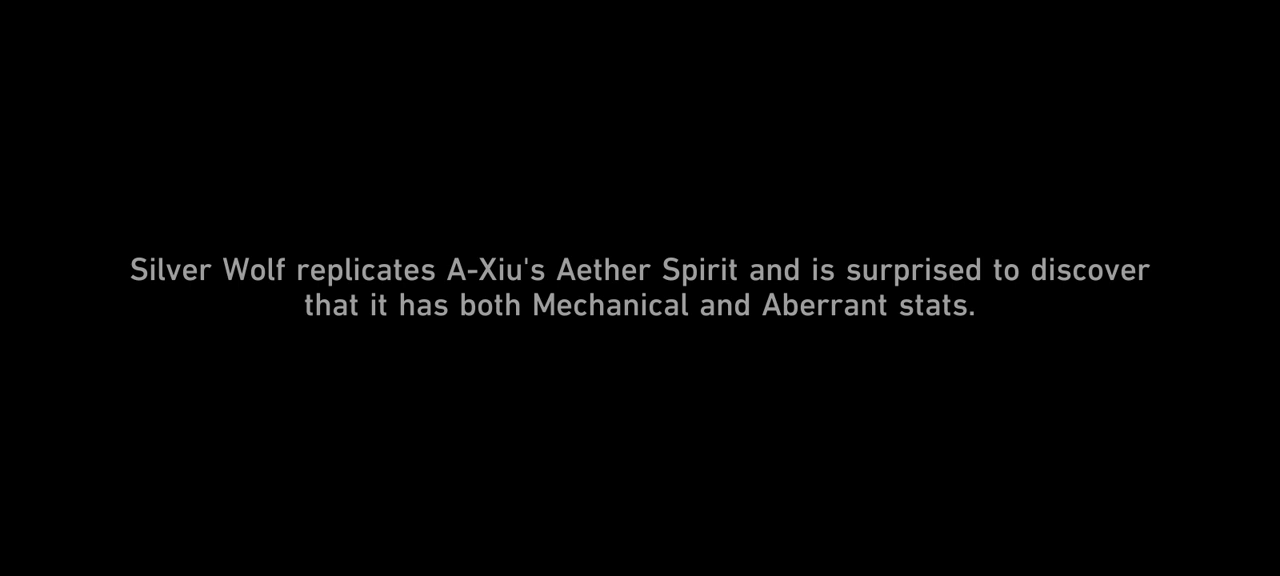 Silver Wolf replicates A-Xiu's Aether Spirit and is surprised to discover
that it has both Mechanical and Aberrant stats.